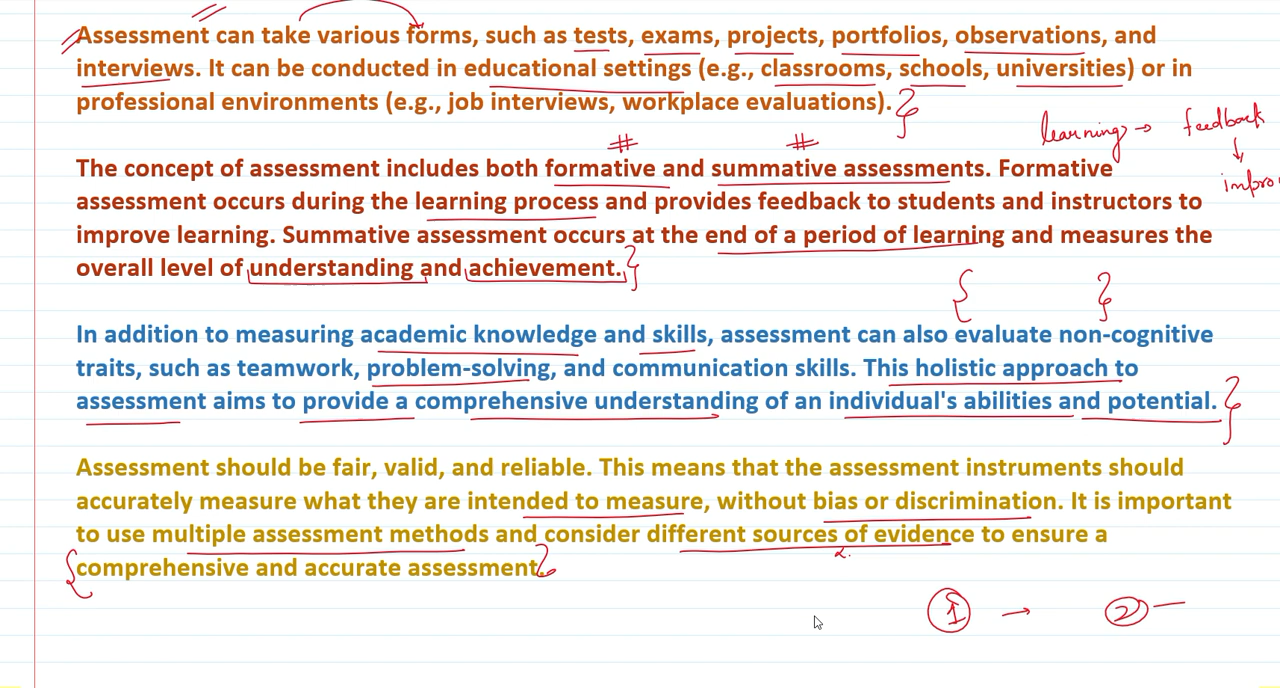 Assessment can take various forms, such as tests, exams, projects, portfolios, observations, and
interviews. It can be conducted in educational settings (e.g., classrooms, schools, universities) or in
professional environments (e.g., job interviews, workplace evaluations).
learning → feedback
↓
impro
The concept of assessment includes both formative and summative assessments. Formative
assessment occurs during the learning process and provides feedback to students and instructors to
improve learning. Summative assessment occurs at the end of a period of learning and measures the
overall level of understanding and achievement.
In addition to measuring academic knowledge and skills, assessment can also evaluate non-cognitive
traits, such as teamwork, problem-solving, and communication skills. This holistic approach to
assessment aims to provide a comprehensive understanding of an individual's abilities and potential.
Assessment should be fair, valid, and reliable. This means that the assessment instruments should
accurately measure what they are intended to measure, without bias or discrimination. It is important
to use multiple assessment methods and consider different sources of evidence to ensure a
comprehensive and accurate assessment.
1 → 2 —